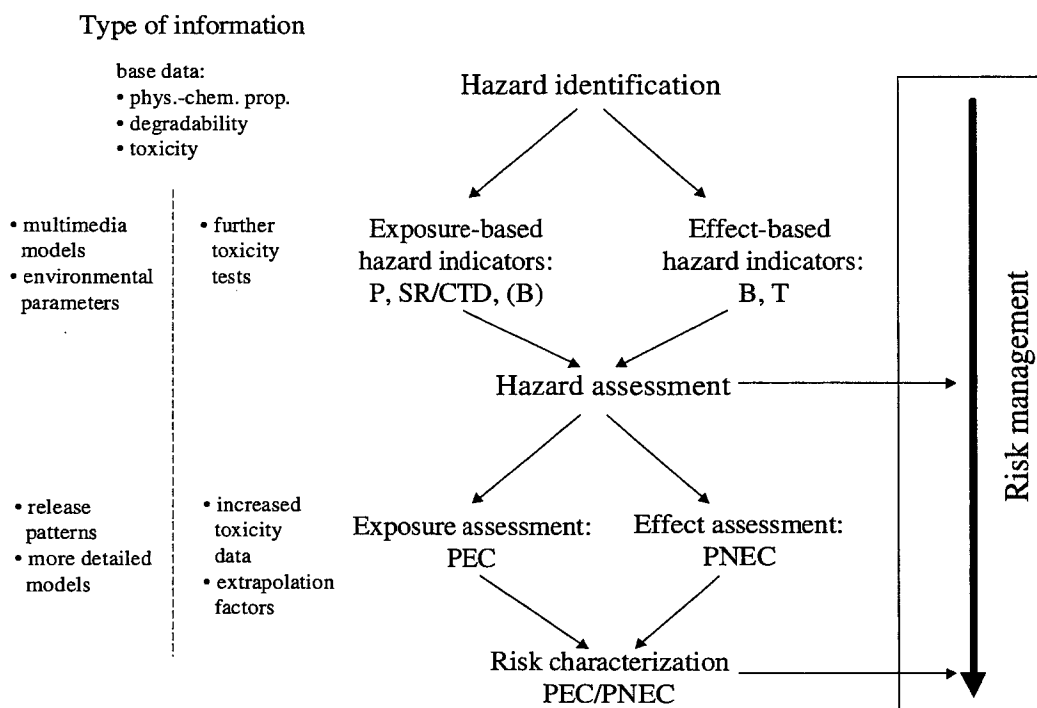 Type of information
base data:
• phys.-chem. prop.
• degradability
• toxicity
Hazard identification
• multimedia
models
• environmental
parameters
• further
toxicity
tests
Exposure-based
hazard indicators:
P, SR/CTD, (B)
Effect-based
hazard indicators:
B, T
Hazard assessment
• release
patterns
• more detailed
models
• increased
toxicity
data
• extrapolation
factors
Exposure assessment:
PEC
Effect assessment:
PNEC
Risk characterization
PEC/PNEC
Risk management